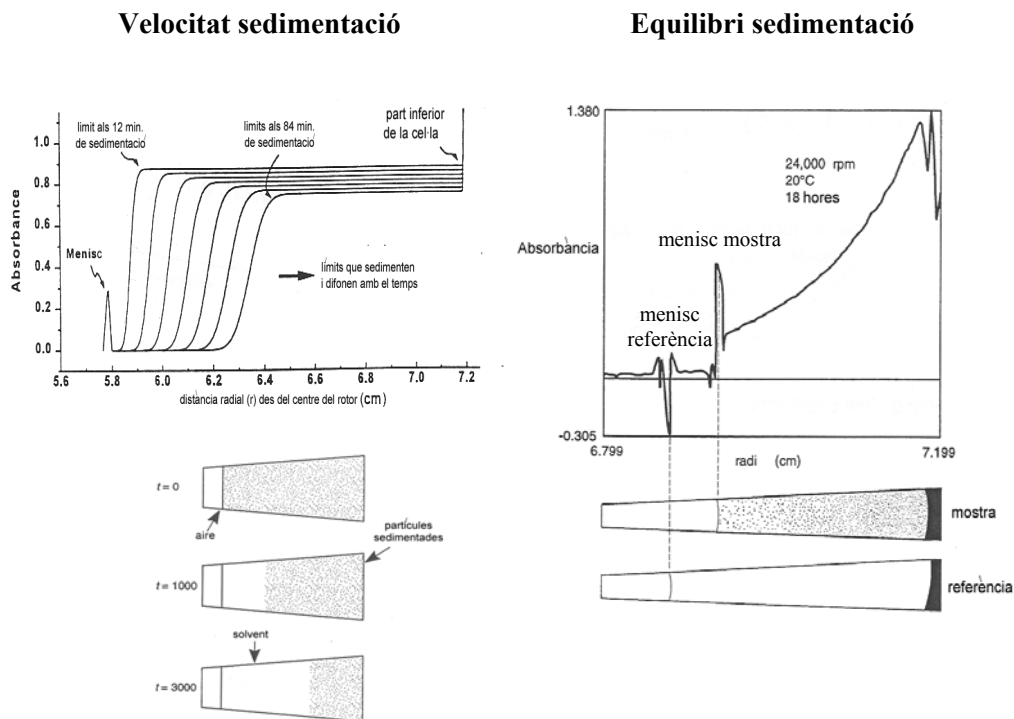 Velocitat sedimentació
Equilibri sedimentació
límit als 12 min.
de sedimentació
limits als 84 min.
de sedimentació
part inferior
de la cel·la
Menisc
límits que sedimenten
i difonen amb el temps
Absorbance
1.0
0.8
0.6
0.4
0.2
0.0
5.6
5.8
6.0
6.2
6.4
6.6
6.8
7.0
7.2
distància radial (r) des del centre del rotor (cm)
t = 0
aire
partícules
sedimentades
t = 1000
solvent
t = 3000
1.380
24,000 rpm
20°C
18 hores
Absorbància
menisc mostra
menisc
referència
-0.305
6.799
radi (cm)
7.199
mostra
referència